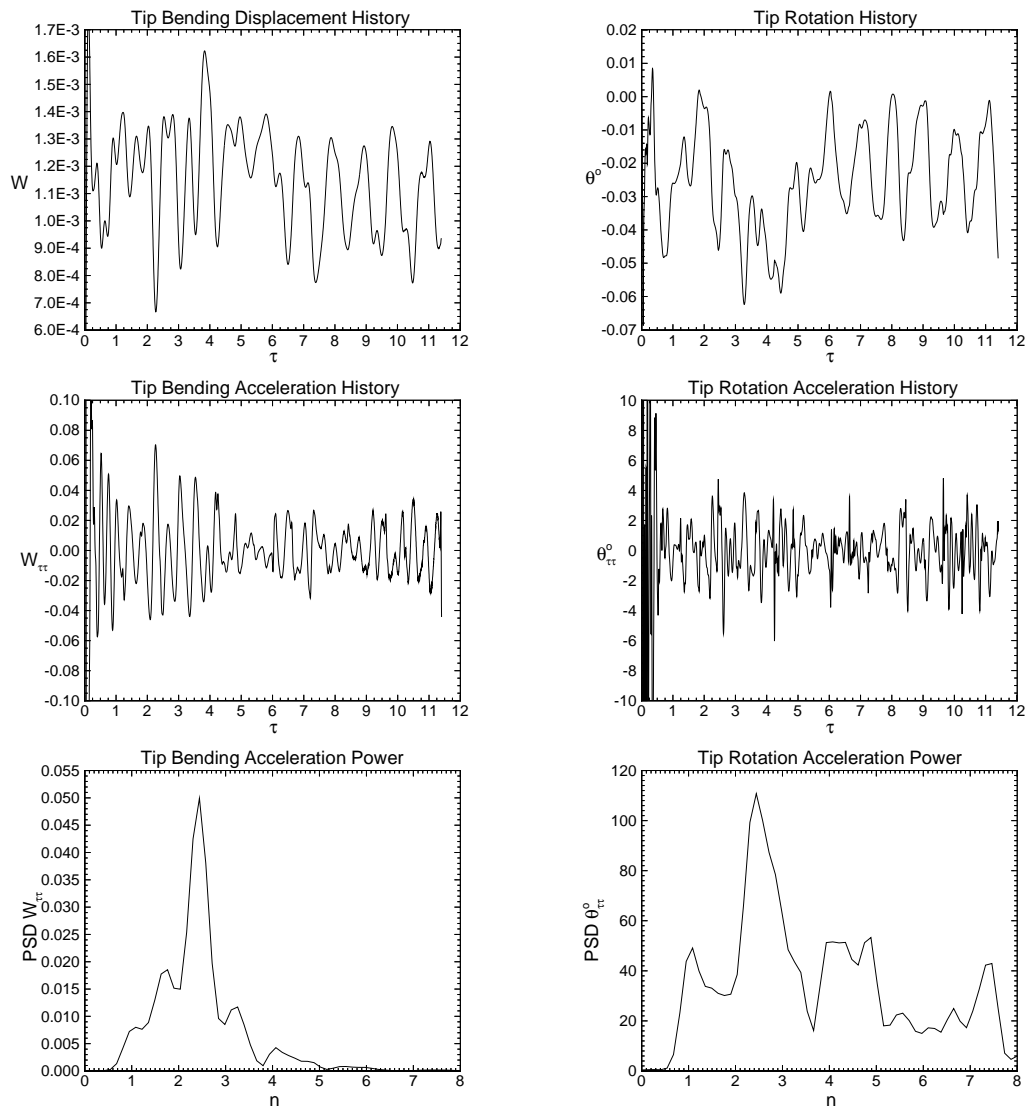 Tip Bending Displacement History
1.7E-3
1.6E-3
1.5E-3
1.4E-3
1.3E-3
1.2E-3
1.1E-3
1.0E-3
9.0E-4
8.0E-4
7.0E-4
6.0E-4
W
0 1 2 3 4 5 6 7 8 9 10 11 12
τ
Tip Rotation History
0.02
0.01
0.00
-0.01
-0.02
-0.03
-0.04
-0.05
-0.06
-0.07
θ°
0 1 2 3 4 5 6 7 8 9 10 11 12
τ
Tip Bending Acceleration History
0.10
0.08
0.06
0.04
0.02
0.00
-0.02
-0.04
-0.06
-0.08
-0.10
Wττ
0 1 2 3 4 5 6 7 8 9 10 11 12
τ
Tip Rotation Acceleration History
10
8
6
4
2
0
-2
-4
-6
-8
-10
θ°ττ
0 1 2 3 4 5 6 7 8 9 10 11 12
τ
Tip Bending Acceleration Power
0.055
0.050
0.045
0.040
0.035
0.030
0.025
0.020
0.015
0.010
0.005
0.000
PSD Wττ
0 1 2 3 4 5 6 7 8
n
Tip Rotation Acceleration Power
120
100
80
60
40
20
0
PSD θ°ττ
0 1 2 3 4 5 6 7 8
n